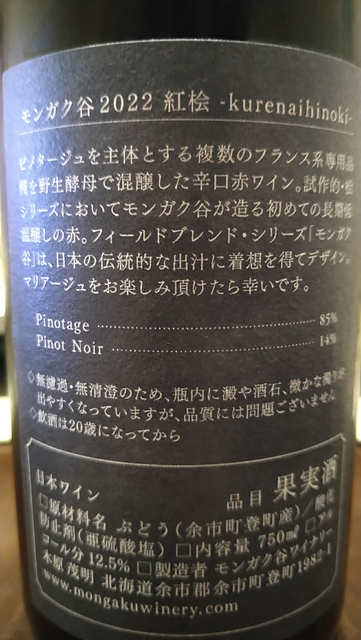 モンガク谷2022 紅桧 -kurenaihinoki-
ピノタージュを主体とする複数のフランス系専用品
種を野生酵母で混醸した辛口赤ワイン。試作的・
シリーズにおいてモンガク谷が造る初めての長期
醸しの赤。フィールドブレンド・シリーズ「モンガク
谷」は、日本の伝統的な出汁に着想を得てデザイン。
マリアージュをお楽しみ頂けたら幸いです。
Pinotage 85%
Pinot Noir 14%
◇無濾過・無清澄のため、瓶内に澱や酒石、微かな濁りが
出やすくなっていますが、品質には問題ございません
◇飲酒は20歳になってから
日本ワイン 品目 果実酒
□原材料名 ぶどう(余市町登町産)/酸化
防止剤(亜硫酸塩) □内容量 750ml □アル
コール分 12.5% □製造者 モンガク谷ワイナリー
木原 茂明 北海道余市郡余市町登町1982-1
www.mongakuwinery.com